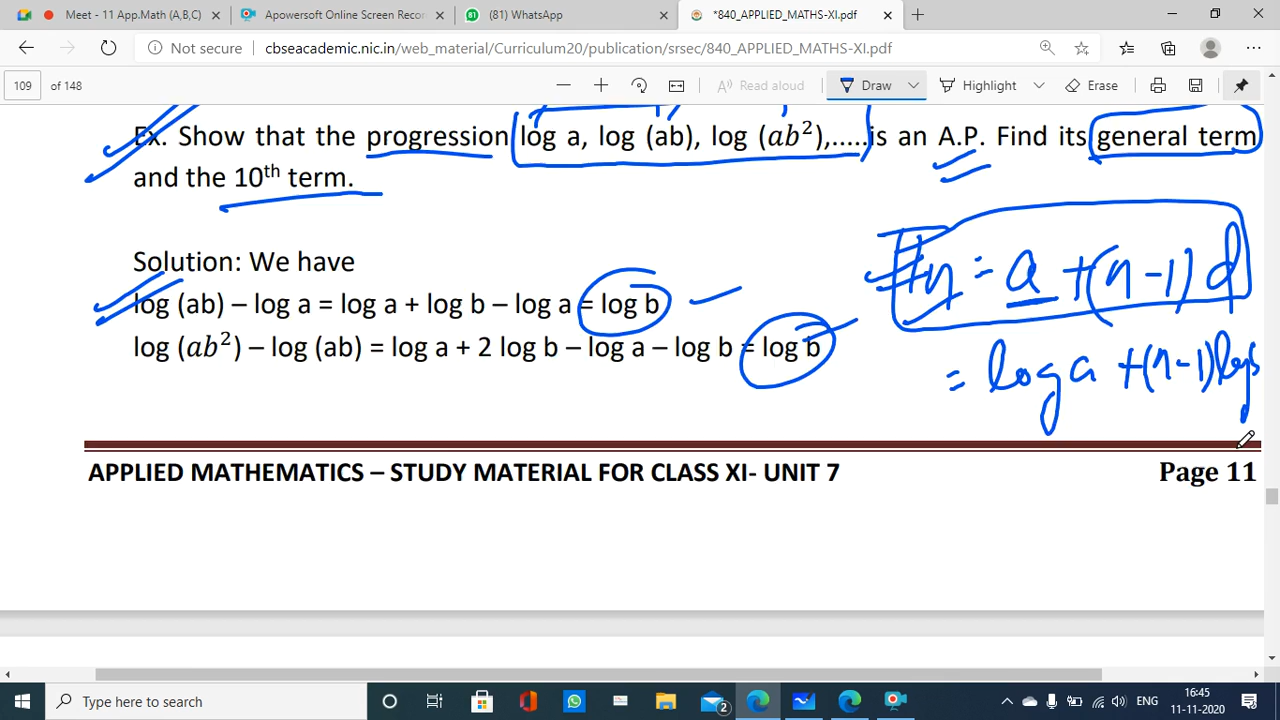 Meet - 11 App.Math (A,B,C)
Apowersoft Online Screen Recor
(81) WhatsApp
*840_APPLIED_MATHS-XI.pdf
Not secure | cbseacademic.nic.in/web_material/Curriculum20/publication/srsec/840_APPLIED_MATHS-XI.pdf
109 of 148
Read aloud
Draw
Highlight
Erase
Ex. Show that the progression log a, log (ab), log (ab²),.....is an A.P. Find its general term
and the 10th term.
Solution: We have
log (ab) – log a = log a + log b – log a = log b
log (ab²) – log (ab) = log a + 2 log b – log a – log b = log b
= a + (n-1) d
= log a + (n-1) log b
APPLIED MATHEMATICS – STUDY MATERIAL FOR CLASS XI- UNIT 7
Page 11
Type here to search
2
ENG
16:45
11-11-2020
5